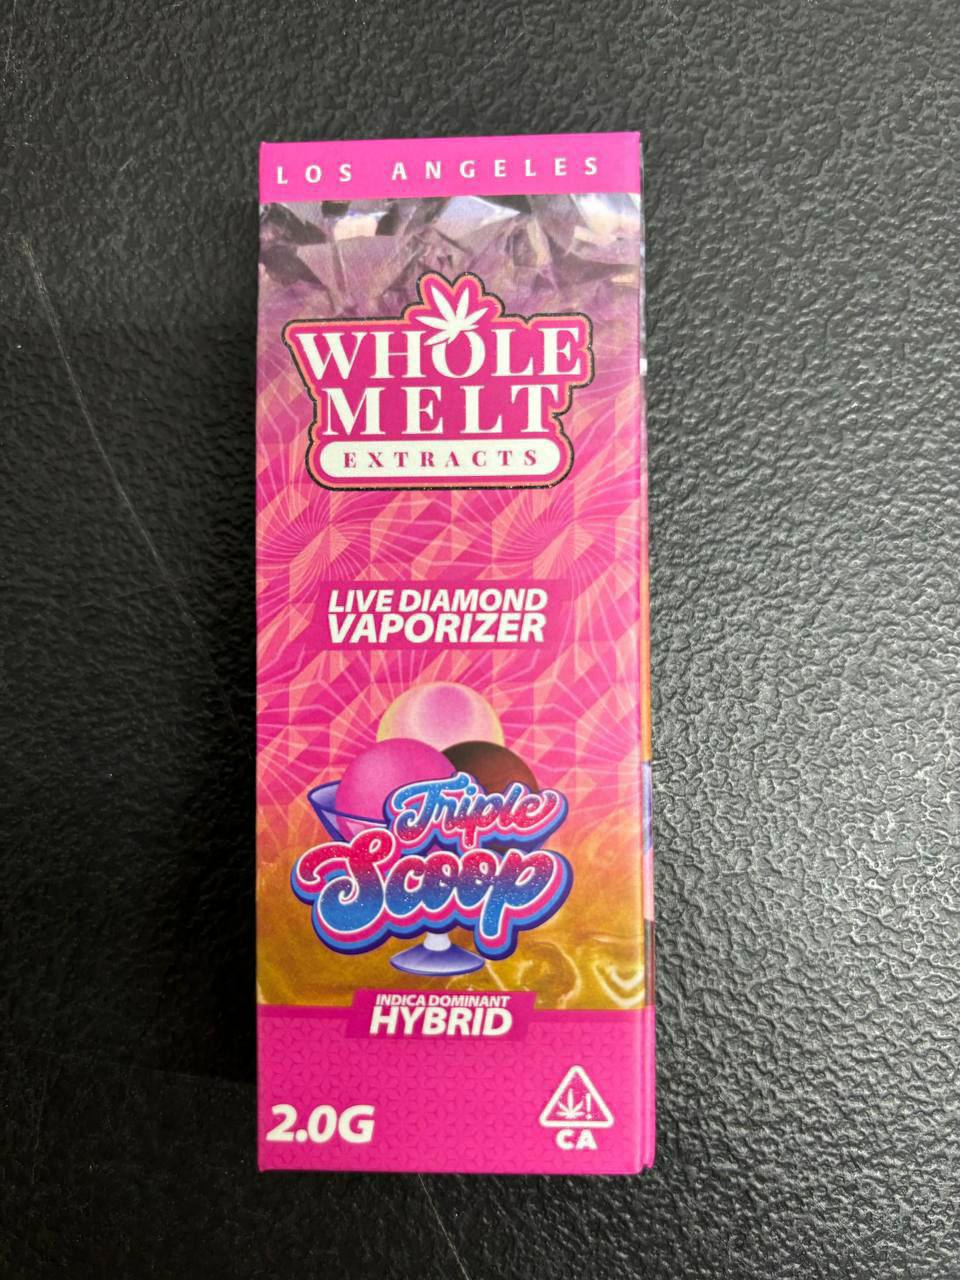 LOS ANGELES
WHOLE
MELT
EXTRACTS
LIVE DIAMOND
VAPORIZER
Triple
Scoop
INDICA DOMINANT
HYBRID
2.0G
!
CA